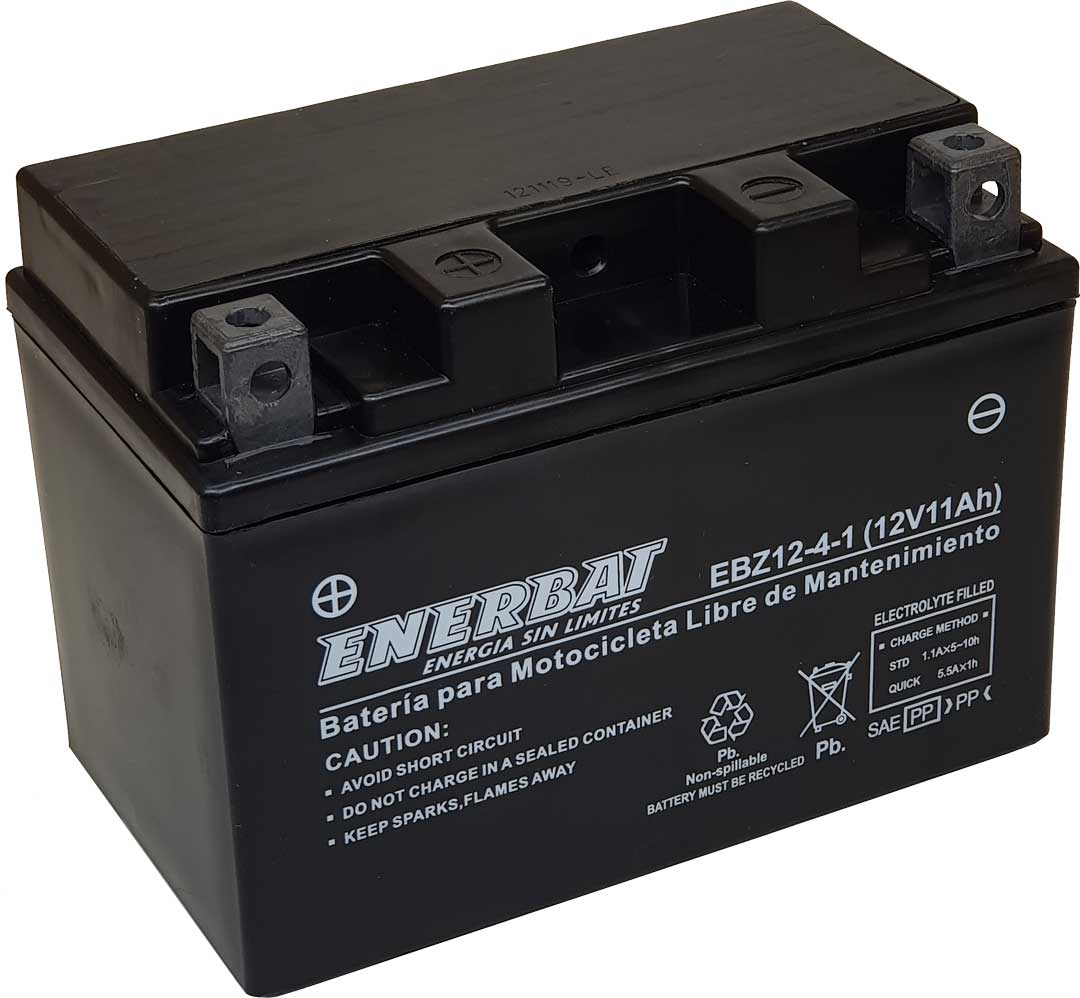 121119-LE
EBZ12-4-1 (12V11Ah)
ENERBAT
ENERGIA SIN LIMITES
Batería para Motocicleta Libre de Mantenimiento
CAUTION:
▪ AVOID SHORT CIRCUIT
▪ DO NOT CHARGE IN A SEALED CONTAINER
▪ KEEP SPARKS,FLAMES AWAY
Pb.
Non-spillable
BATTERY MUST BE RECYCLED
Pb.
ELECTROLYTE FILLED
▪ CHARGE METHOD ▪
STD 1.1A×5~10h
QUICK 5.5A×1h
SAE PP >PP<